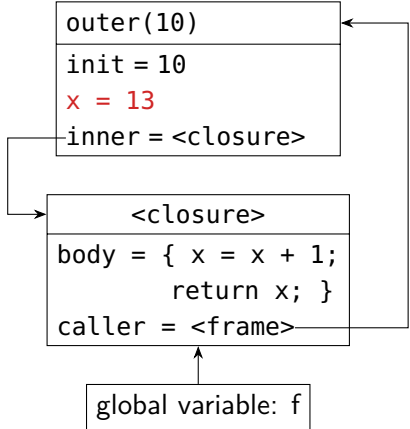 outer(10)
init = 10
x = 13
inner = <closure>
<closure>
body = { x = x + 1;
return x; }
caller = <frame>
global variable: f